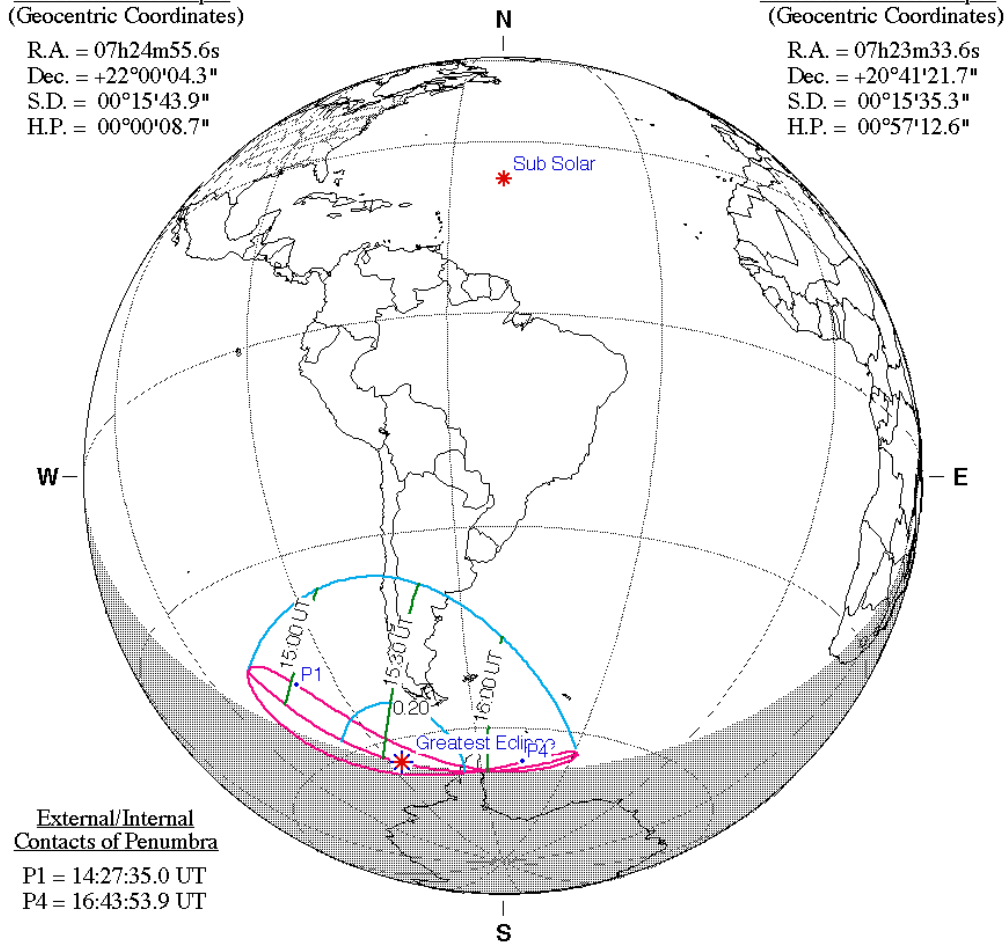 (Geocentric Coordinates)
R.A. = 07h24m55.6s
Dec. = +22°00'04.3"
S.D. = 00°15'43.9"
H.P. = 00°00'08.7"
N
(Geocentric Coordinates)
R.A. = 07h23m33.6s
Dec. = +20°41'21.7"
S.D. = 00°15'35.3"
H.P. = 00°57'12.6"
Sub Solar
W
E
15:00 UT
15:30 UT
16:00 UT
P1
0.20
Greatest Eclipse
P4
External/Internal
Contacts of Penumbra
P1 = 14:27:35.0 UT
P4 = 16:43:53.9 UT
S